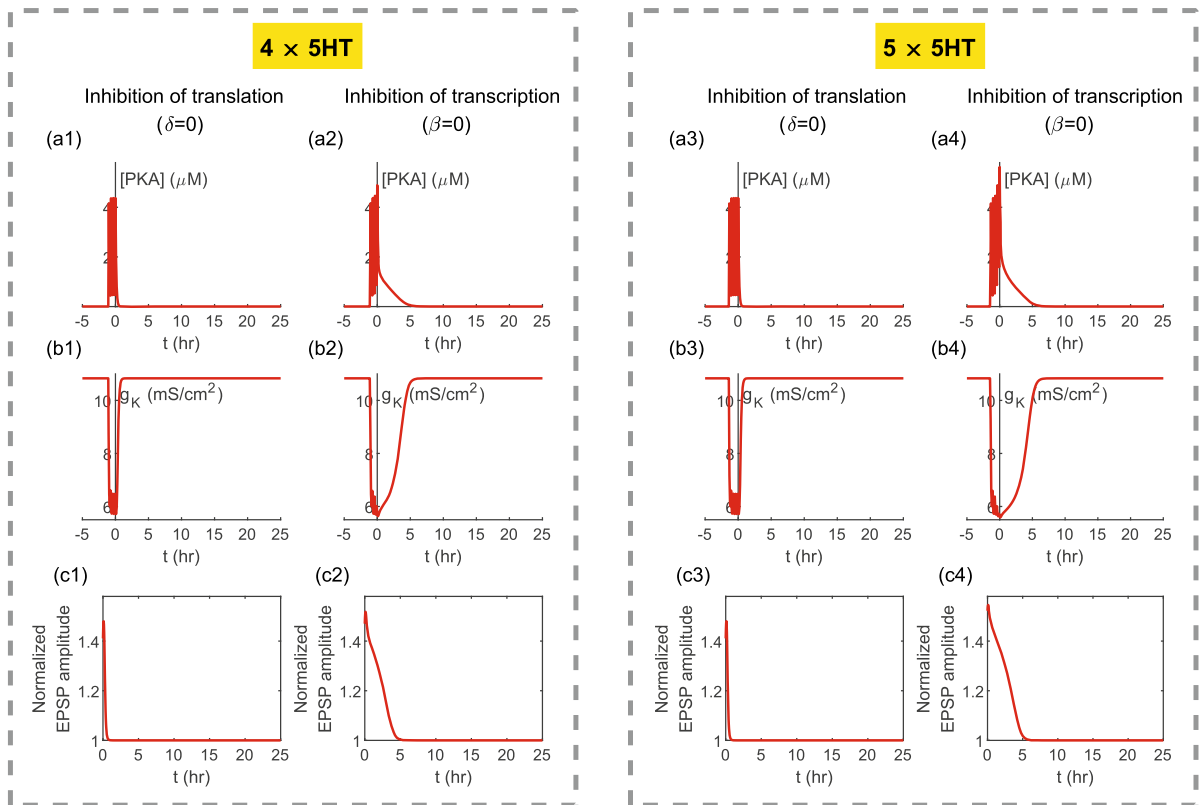 4 × 5HT
Inhibition of translation
(δ=0)
Inhibition of transcription
(β=0)
(a1)
[PKA] (μM)
4
2
-5 0 5 10 15 20 25
t (hr)
(a2)
[PKA] (μM)
4
2
-5 0 5 10 15 20 25
t (hr)
(b1)
g_K (mS/cm²)
10
8
6
-5 0 5 10 15 20 25
t (hr)
(b2)
g_K (mS/cm²)
10
8
6
-5 0 5 10 15 20 25
t (hr)
(c1)
Normalized
EPSP amplitude
1.4
1.2
1
0 5 10 15 20 25
t (hr)
(c2)
Normalized
EPSP amplitude
1.4
1.2
1
0 5 10 15 20 25
t (hr)
5 × 5HT
Inhibition of translation
(δ=0)
Inhibition of transcription
(β=0)
(a3)
[PKA] (μM)
4
2
-5 0 5 10 15 20 25
t (hr)
(a4)
[PKA] (μM)
4
2
-5 0 5 10 15 20 25
t (hr)
(b3)
g_K (mS/cm²)
10
8
6
-5 0 5 10 15 20 25
t (hr)
(b4)
g_K (mS/cm²)
10
8
6
-5 0 5 10 15 20 25
t (hr)
(c3)
Normalized
EPSP amplitude
1.4
1.2
1
0 5 10 15 20 25
t (hr)
(c4)
Normalized
EPSP amplitude
1.4
1.2
1
0 5 10 15 20 25
t (hr)